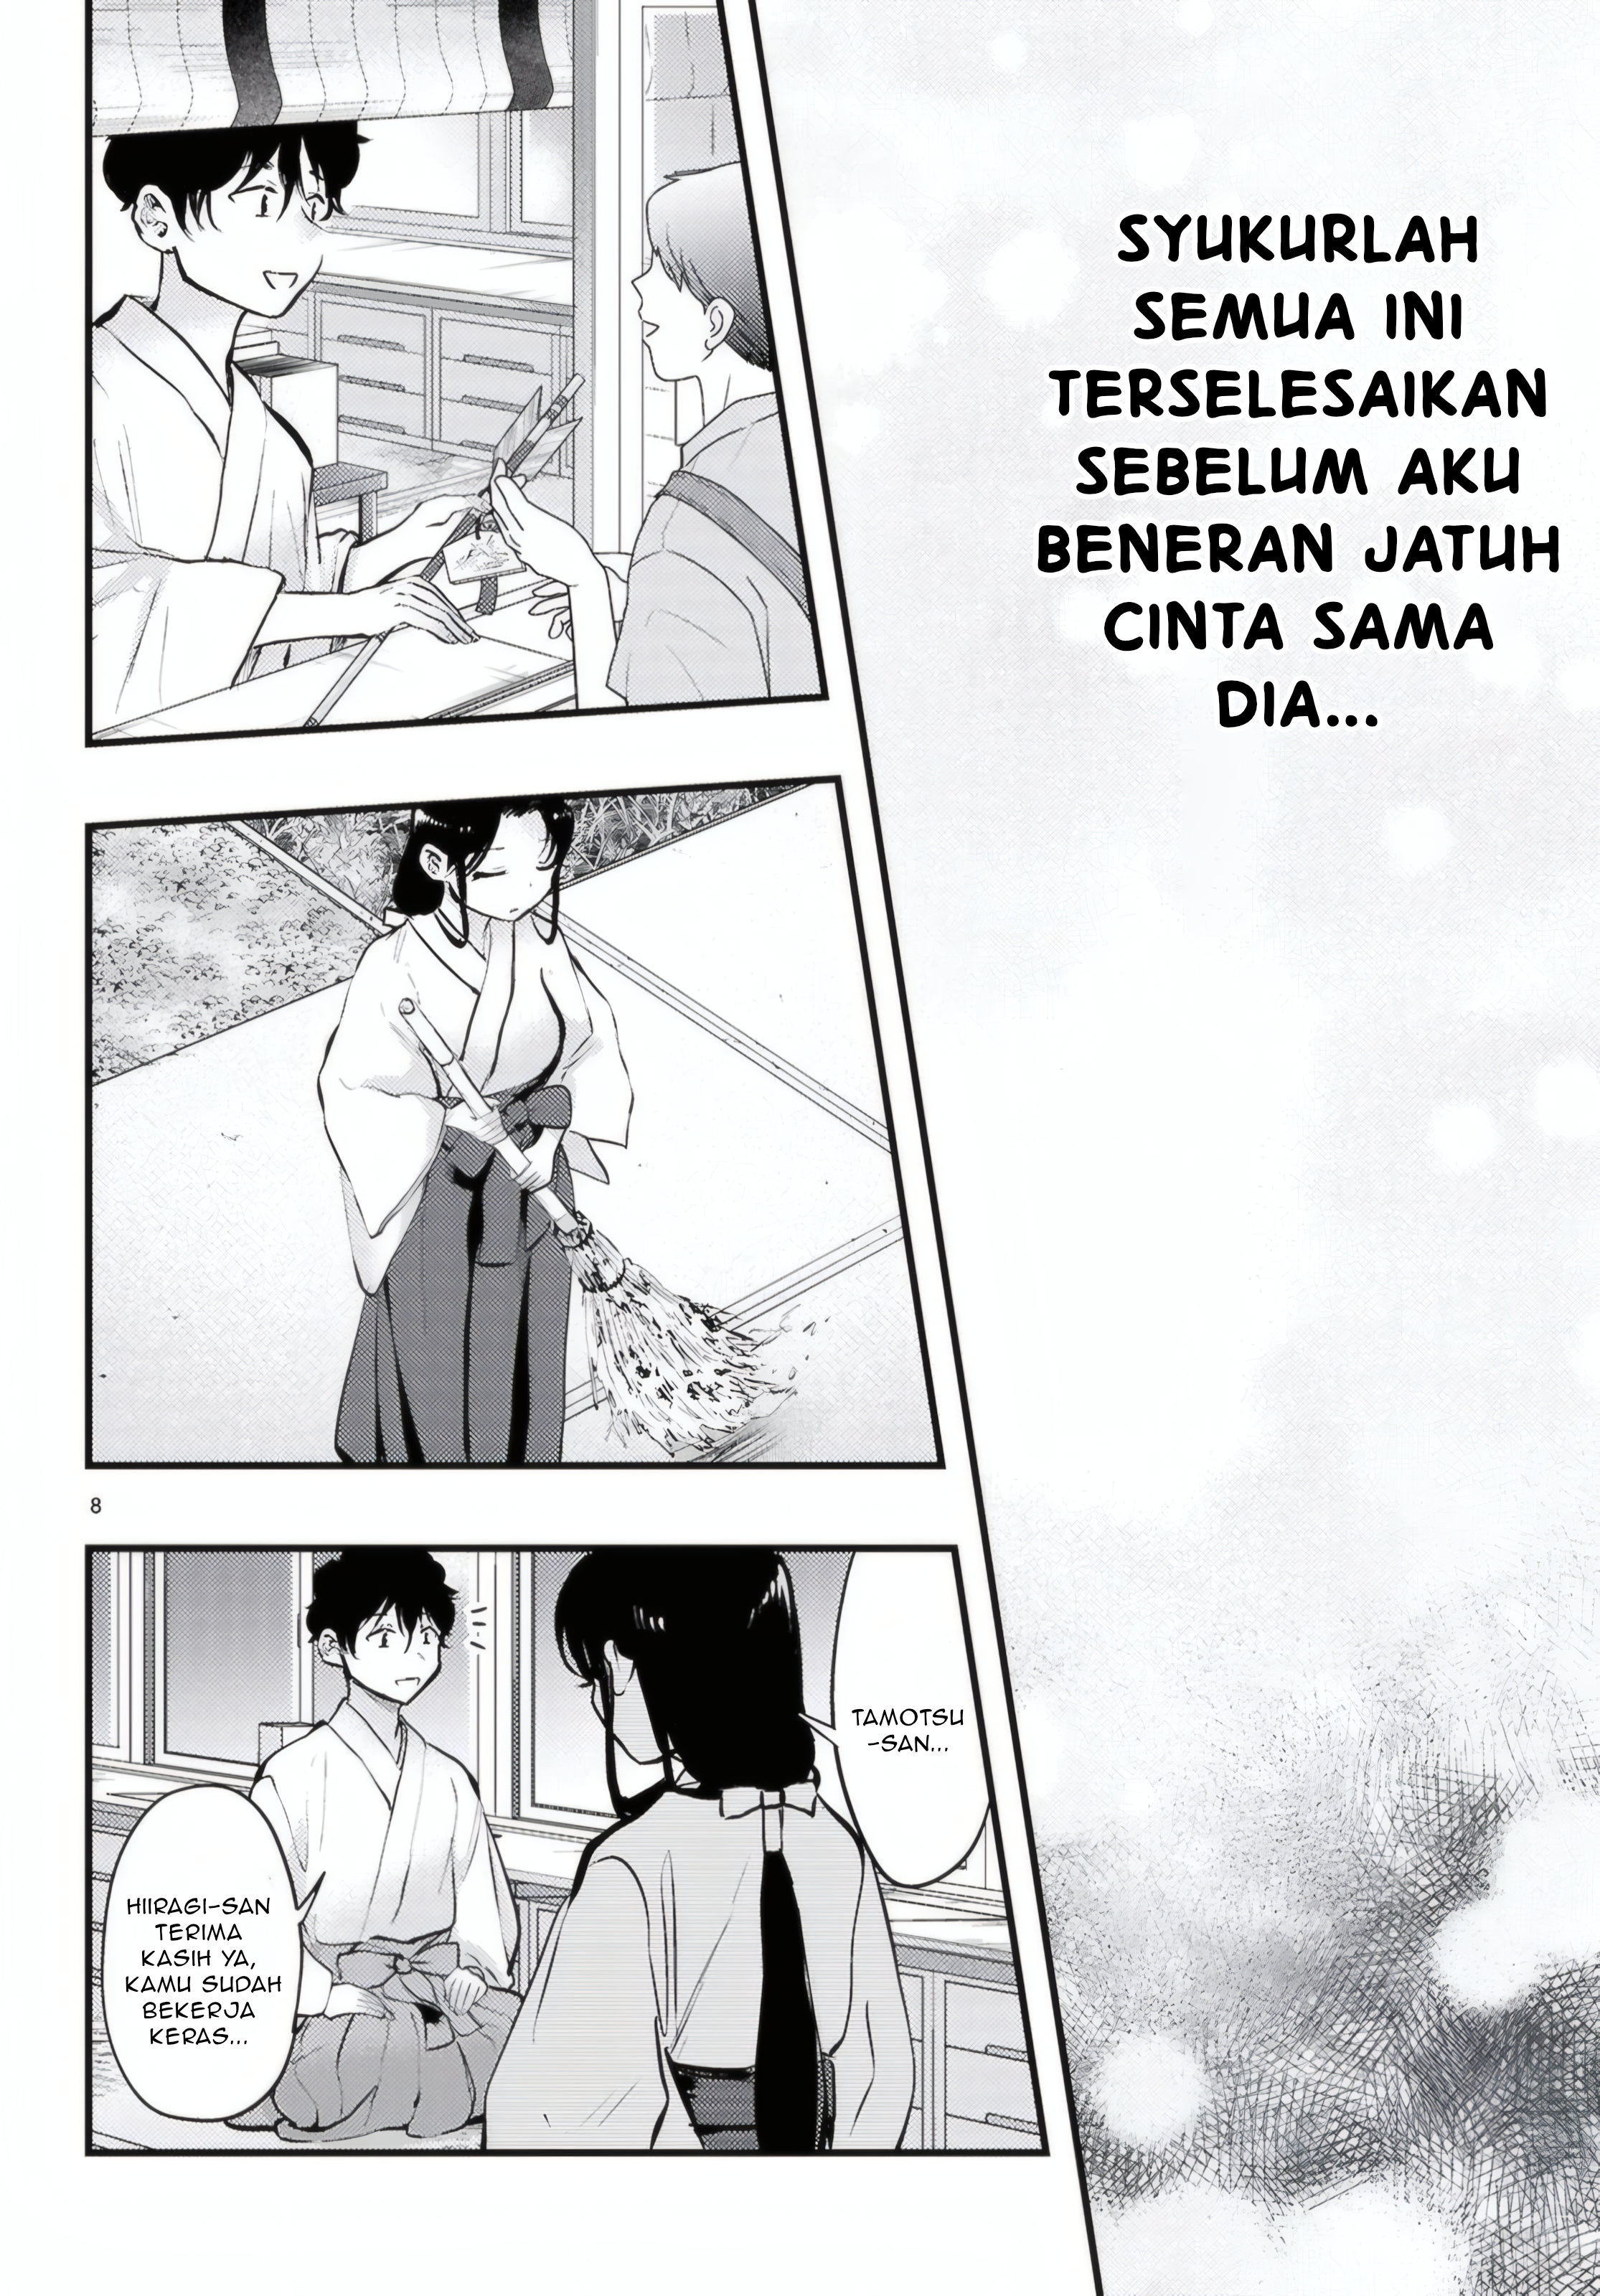 SYUKURLAH
SEMUA INI
TERSELESAIKAN
SEBELUM AKU
BENERAN JATUH
CINTA SAMA
DIA...
8
TAMOTSU
-SAN...
HIIRAGI-SAN
TERIMA
KASIH YA,
KAMU SUDAH
BEKERJA
KERAS...